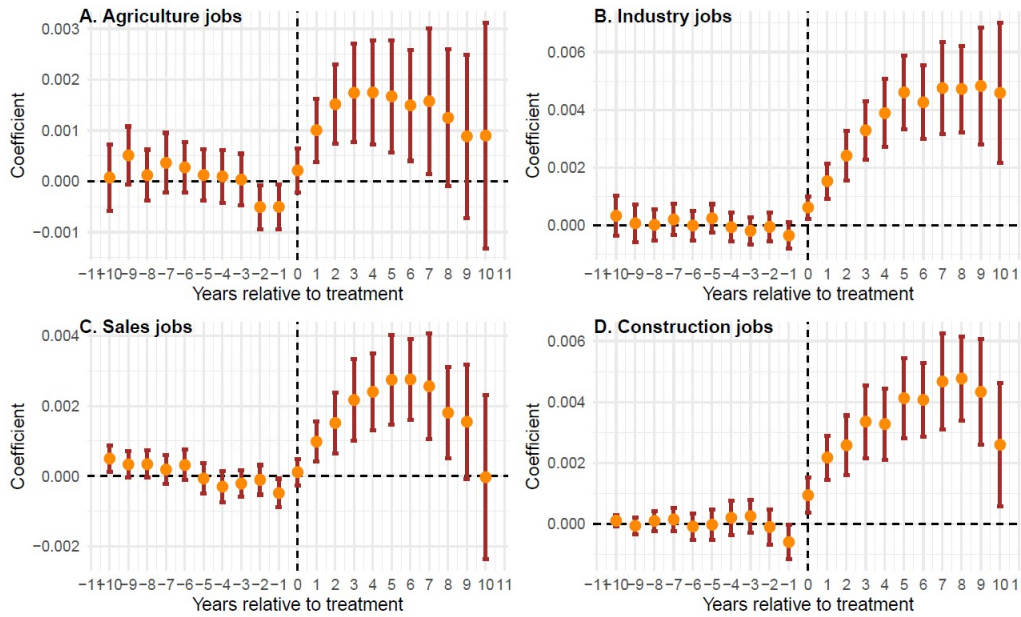 A. Agriculture jobs
0.003
0.002
0.001
0.000
−0.001
Coefficient
−11−10−9 −8 −7 −6 −5 −4 −3 −2 −1 0 1 2 3 4 5 6 7 8 9 10 11
Years relative to treatment
B. Industry jobs
0.006
0.004
0.002
0.000
Coefficient
−11−10−9 −8 −7 −6 −5 −4 −3 −2 −1 0 1 2 3 4 5 6 7 8 9 10 1
Years relative to treatment
C. Sales jobs
0.004
0.002
0.000
−0.002
Coefficient
−11−10−9 −8 −7 −6 −5 −4 −3 −2 −1 0 1 2 3 4 5 6 7 8 9 10 11
Years relative to treatment
D. Construction jobs
0.006
0.004
0.002
0.000
Coefficient
−11−10−9 −8 −7 −6 −5 −4 −3 −2 −1 0 1 2 3 4 5 6 7 8 9 10 1
Years relative to treatment